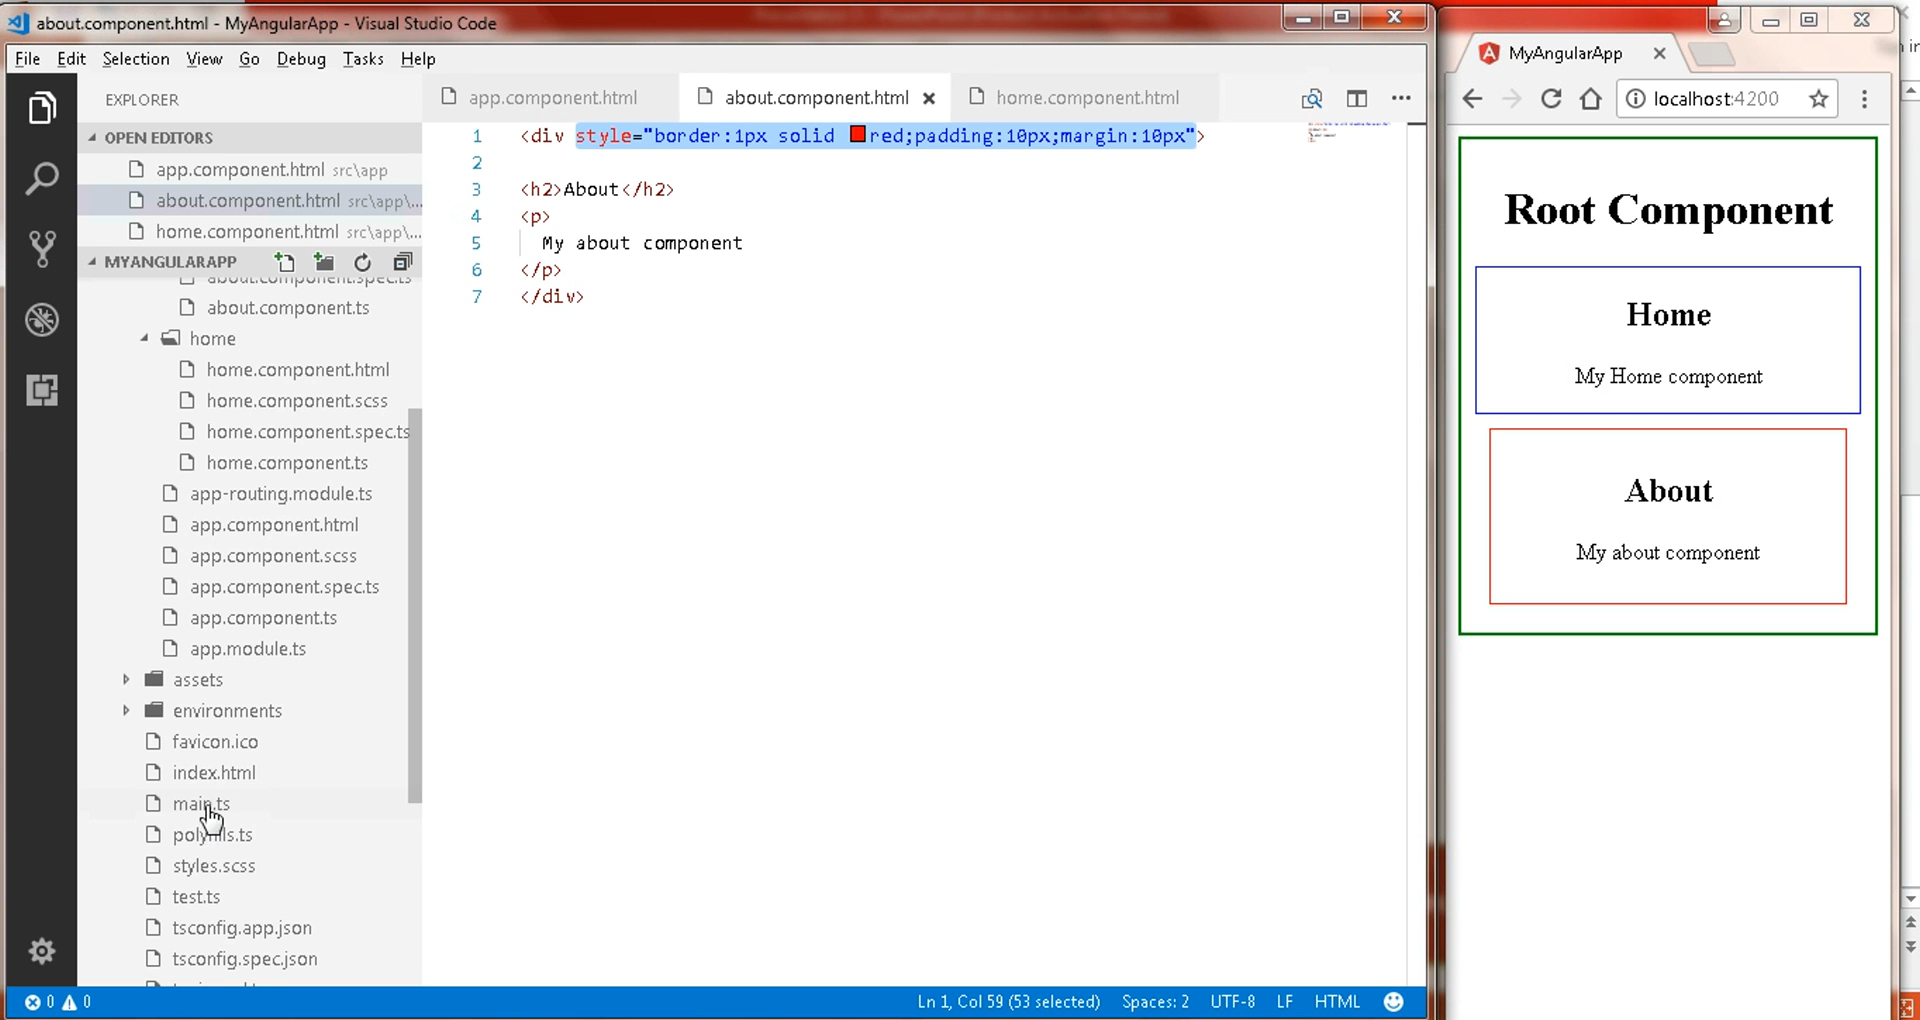 about.component.html - MyAngularApp - Visual Studio Code
File Edit Selection View Go Debug Tasks Help
EXPLORER
OPEN EDITORS
app.component.html src\app
about.component.html src\app\...
home.component.html src\app\...
MYANGULARAPP
about.component.spec.ts
about.component.ts
home
home.component.html
home.component.scss
home.component.spec.ts
home.component.ts
app-routing.module.ts
app.component.html
app.component.scss
app.component.spec.ts
app.component.ts
app.module.ts
assets
environments
favicon.ico
index.html
main.ts
polyfills.ts
styles.scss
test.ts
tsconfig.app.json
tsconfig.spec.json
app.component.html about.component.html home.component.html
1 <div style="border:1px solid red;padding:10px;margin:10px">
2
3 <h2>About</h2>
4 <p>
5 My about component
6 </p>
7 </div>
0 0
Ln 1, Col 59 (53 selected) Spaces: 2 UTF-8 LF HTML
MyAngularApp
localhost:4200
Root Component
Home
My Home component
About
My about component